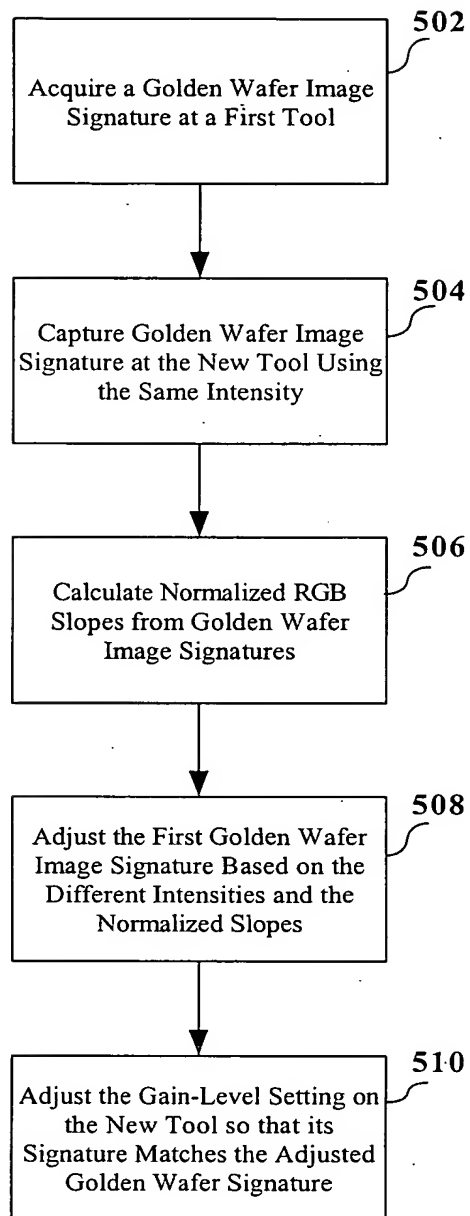 502
Acquire a Golden Wafer Image
Signature at a First Tool
504
Capture Golden Wafer Image
Signature at the New Tool Using
the Same Intensity
506
Calculate Normalized RGB
Slopes from Golden Wafer
Image Signatures
508
Adjust the First Golden Wafer
Image Signature Based on the
Different Intensities and the
Normalized Slopes
510
Adjust the Gain-Level Setting on
the New Tool so that its
Signature Matches the Adjusted
Golden Wafer Signature